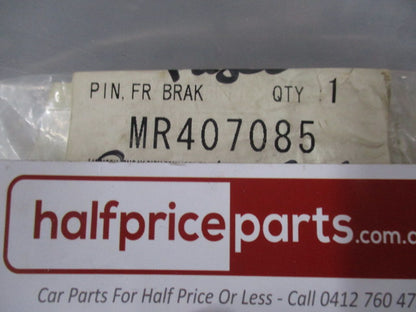 PIN, FR BRAK QTY 1
MR407085
halfpriceparts.com.a
Car Parts For Half Price Or Less - Call 0412 760 47